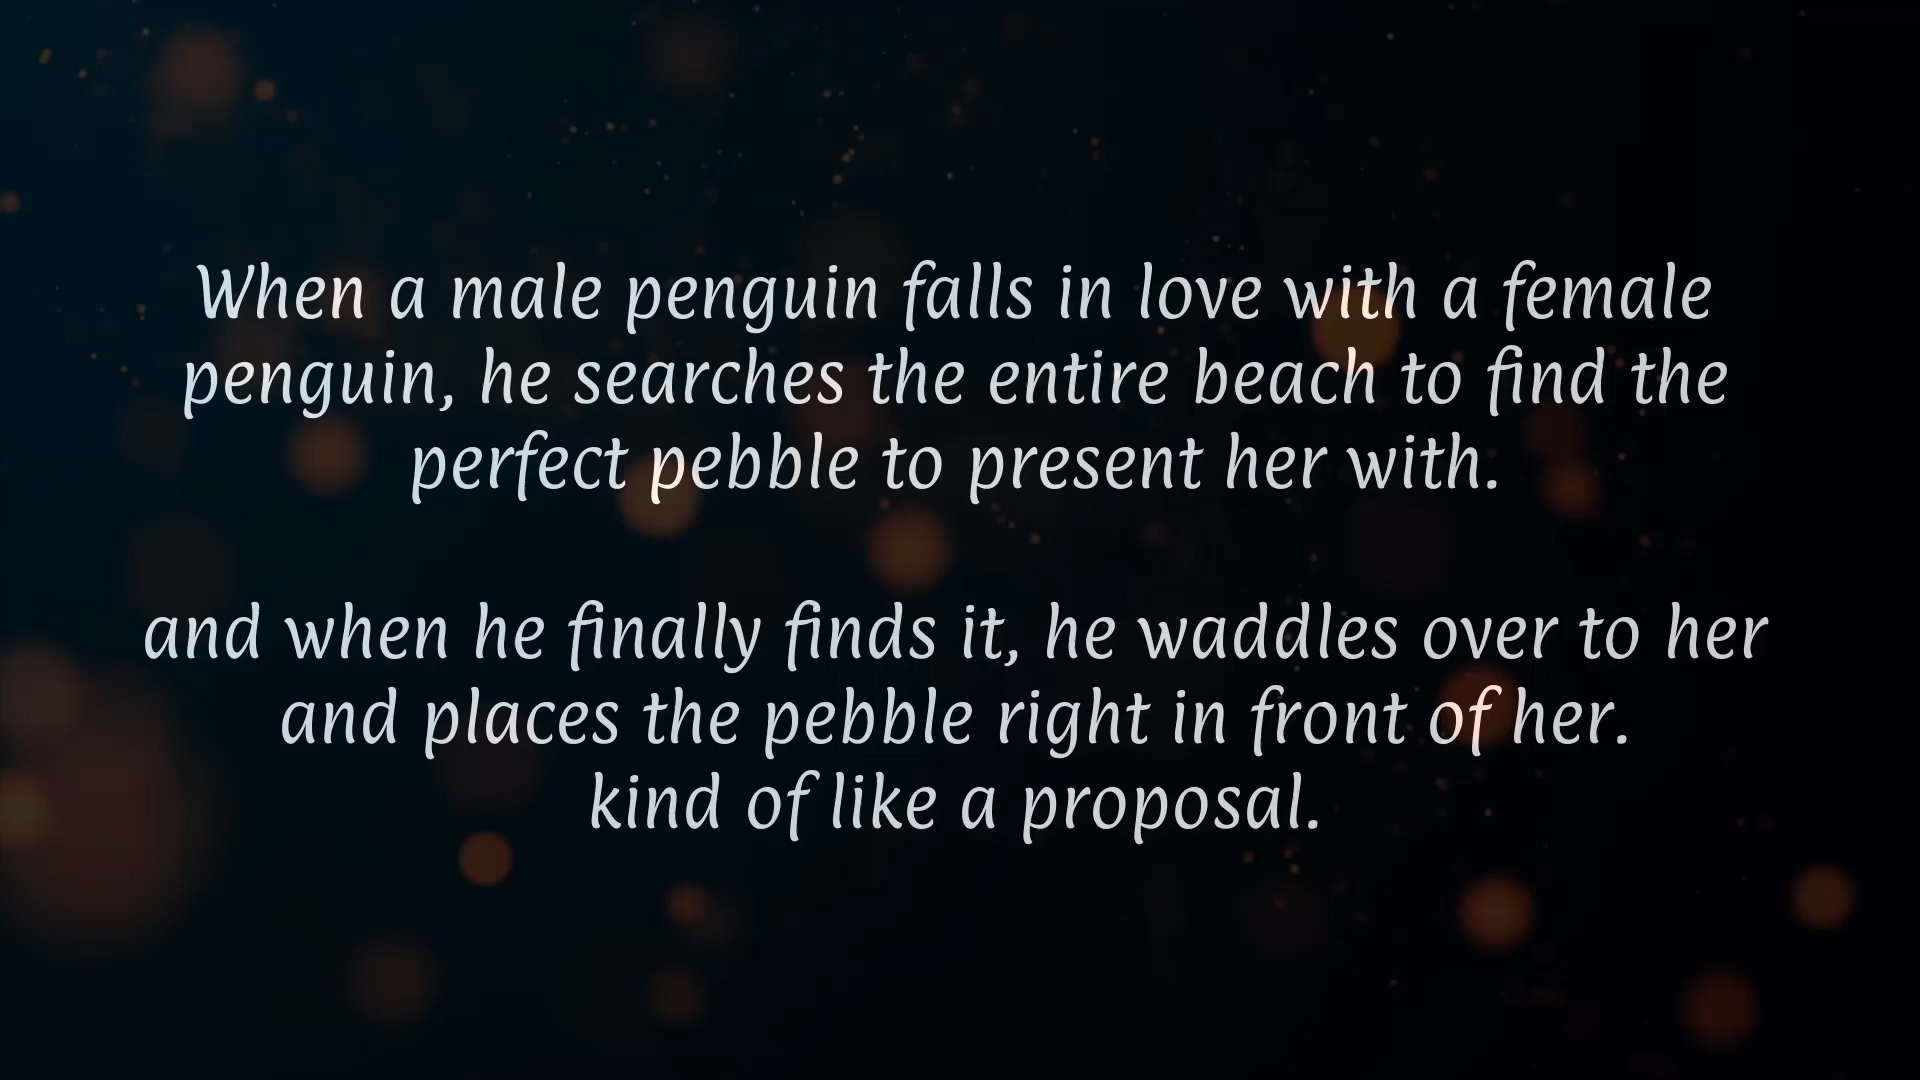 When a male penguin falls in love with a female
penguin, he searches the entire beach to find the
perfect pebble to present her with.
and when he finally finds it, he waddles over to her
and places the pebble right in front of her.
kind of like a proposal.